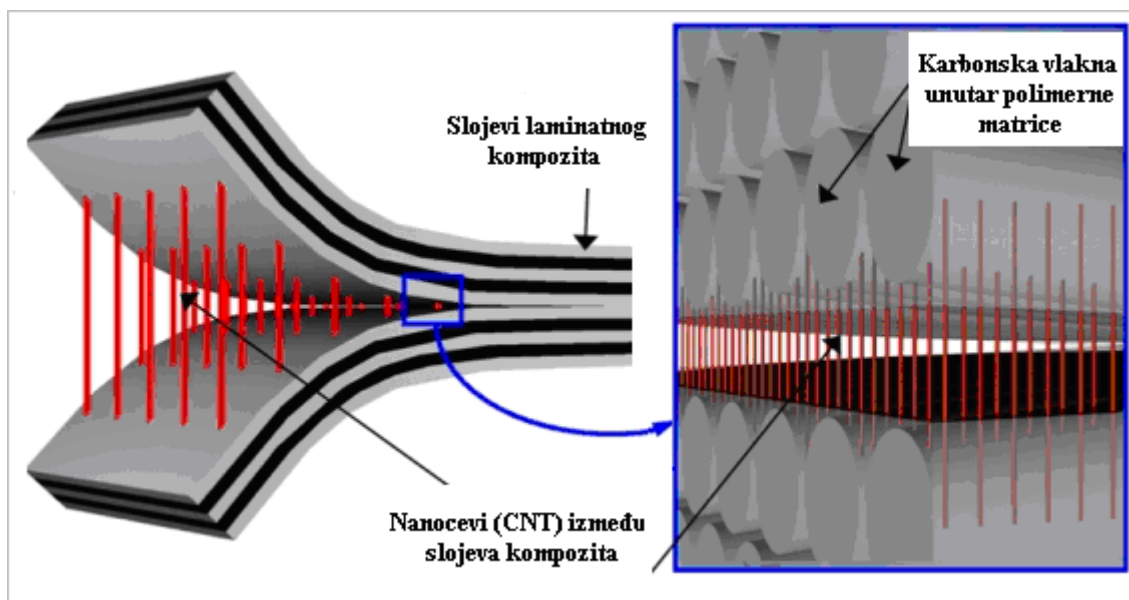 Slojevi laminatnog
kompozita
Karbonska vlakna
unutar polimerne
matrice
Nanocevi (CNT) između
slojeva kompozita